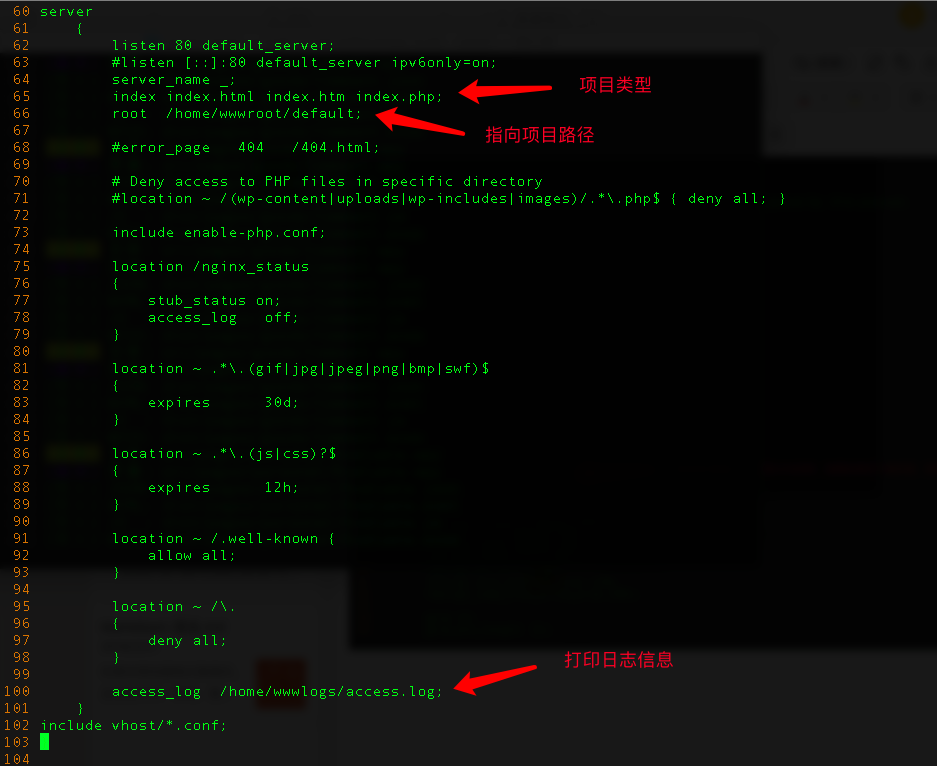 60 server
61     {
62         listen 80 default_server;
63         #listen [::]:80 default_server ipv6only=on;
64         server_name _;
项目类型
65         index index.html index.htm index.php;
66         root  /home/wwwroot/default;
指向项目路径
67
68         #error_page   404   /404.html;
69
70         # Deny access to PHP files in specific directory
71         #location ~ /(wp-content|uploads|wp-includes|images)/.*\.php$ { deny all; }
72
73         include enable-php.conf;
74
75         location /nginx_status
76         {
77             stub_status on;
78             access_log   off;
79         }
80
81         location ~ .*\.(gif|jpg|jpeg|png|bmp|swf)$
82         {
83             expires      30d;
84         }
85
86         location ~ .*\.(js|css)?$
87         {
88             expires      12h;
89         }
90
91         location ~ /.well-known {
92             allow all;
93         }
94
95         location ~ /\.
96         {
97             deny all;
98         }
打印日志信息
99
100         access_log  /home/wwwlogs/access.log;
101     }
102 include vhost/*.conf;
103
104